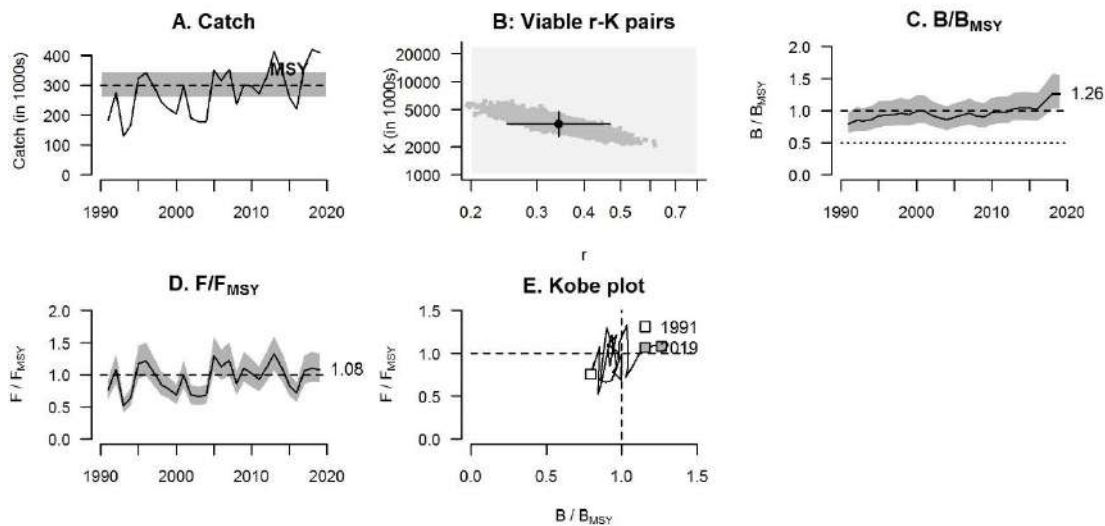 A. Catch
Catch (in 1000s)
400
300
200
100
0
MSY
1990 2000 2010 2020
B: Viable r-K pairs
K (in 1000s)
20000
10000
5000
2000
1000
0.2 0.3 0.4 0.5 0.7
r
C. B/BMSY
B / BMSY
2.0
1.5
1.0
0.5
0.0
1.26
1990 2000 2010 2020
D. F/FMSY
F / FMSY
2.0
1.5
1.0
0.5
0.0
1.08
1990 2000 2010 2020
E. Kobe plot
F / FMSY
1.5
1.0
0.5
0.0
1991
2019
0.0 0.5 1.0 1.5
B / BMSY